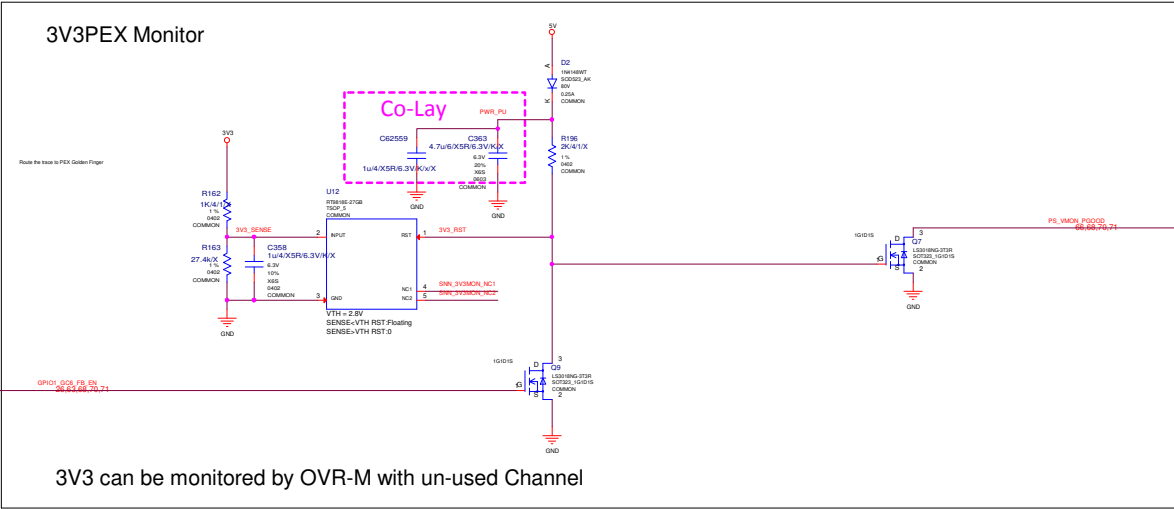 3V3PEX Monitor
5V
A
D2
1N4148WT
SOD523_AK
80V
0.25A
COMMON
K
Co-Lay
PWR_PU
C62559
1u/4/X5R/6.3V/K/x/X
GND
C363
4.7u/6/X5R/6.3V/K/X
6.3V
20%
X6S
0603
COMMON
GND
R196
2K/4/1/X
1 %
0402
COMMON
3V3
Route the trace to PEX Golden Finger
R162
1K/4/1/X
1 %
0402
COMMON
3V3_SENSE
R163
27.4k/X
1 %
0402
COMMON
C358
1u/4/X5R/6.3V/K/X
6.3V
10%
X6S
0402
COMMON
GND
U12
RT9818E-27GB
TSOP_5
COMMON
2
INPUT
RST
1
3V3_RST
NC1
4
SNN_3V3MON_NC1
NC2
5
SNN_3V3MON_NC2
3
GND
VTH = 2.8V
SENSE<VTH RST:Floating
SENSE>VTH RST:0
PS_VMON_PGOOD
66,68,70,71
1G1D1S
D
3
Q7
LS3018NG-3T3R
SOT323_1G1D1S
COMMON
1
G
S
2
GND
1G1D1S
D
3
Q9
LS3018NG-3T3R
SOT323_1G1D1S
COMMON
1
G
S
2
GND
GPIO1_GC6_FB_EN
26,63,68,70,71
3V3 can be monitored by OVR-M with un-used Channel